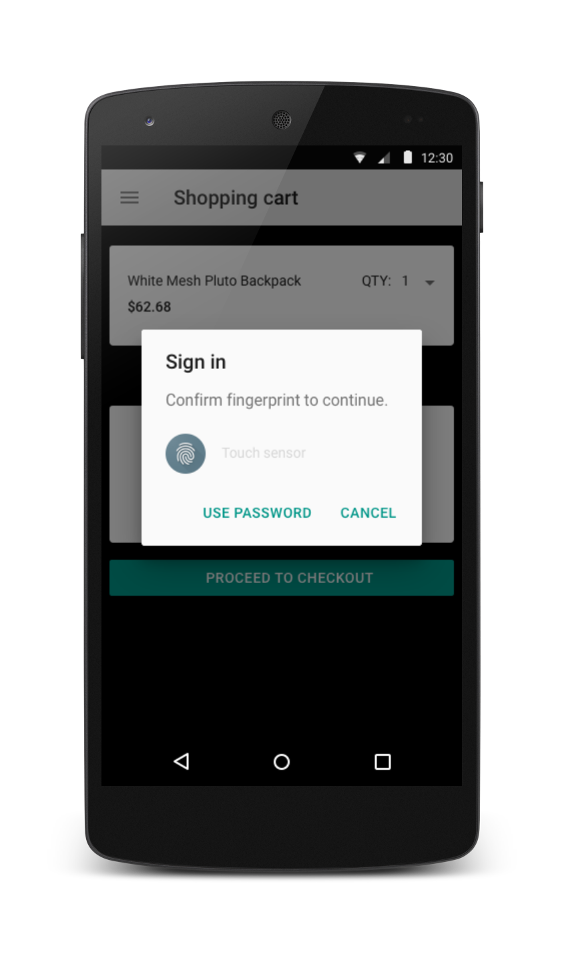 12:30
Shopping cart
White Mesh Pluto Backpack QTY: 1
$62.68
Sign in
Confirm fingerprint to continue.
Touch sensor
USE PASSWORD CANCEL
PROCEED TO CHECKOUT